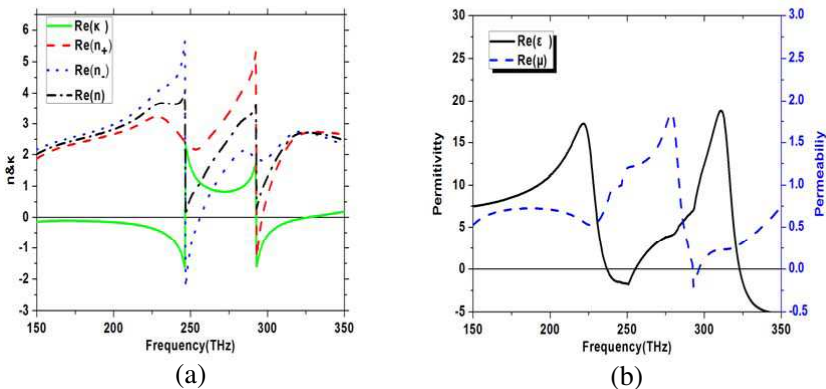 Re(κ )
Re(n+)
Re(n-)
Re(n)
6
5
4
3
2
1
0
-1
-2
-3
n&κ
150 200 250 300 350
Frequency(THz)
(a)
Re(ε )
Re(μ)
30
25
20
15
10
5
0
-5
Permitivitty
3.0
2.5
2.0
1.5
1.0
0.5
0.0
-0.5
Permeabiliy
150 200 250 300 350
Frequency(THz)
(b)